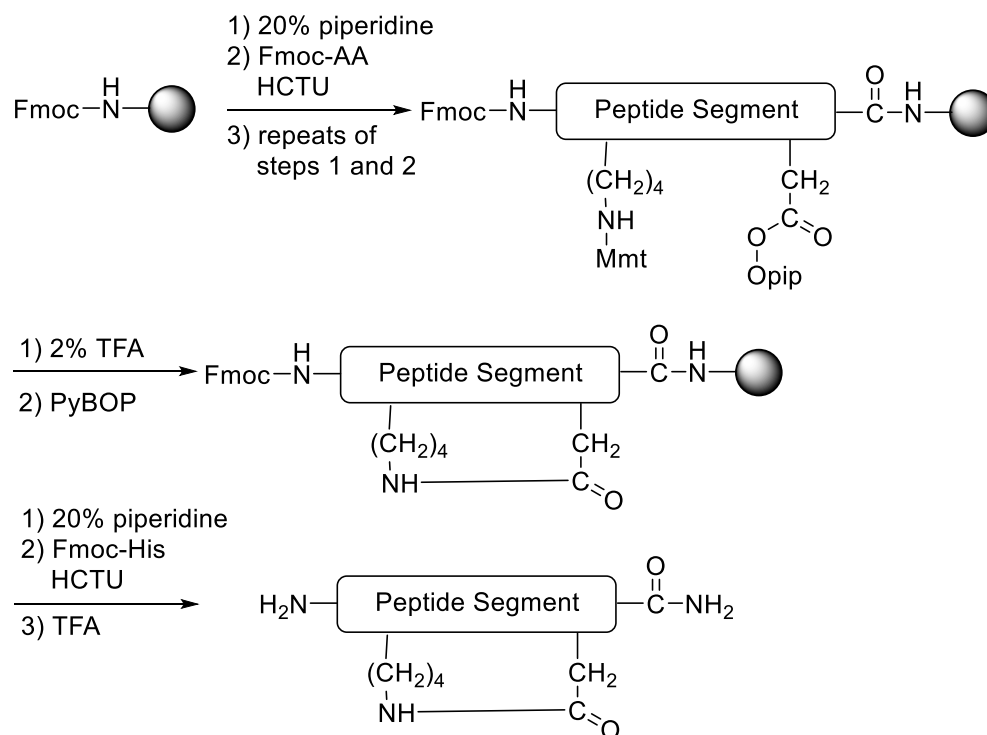 1) 20% piperidine
2) Fmoc-AA
HCTU
3) repeats of
steps 1 and 2
Fmoc H N
Fmoc H N Peptide Segment O C H N
(CH2)4 CH2
NH C O
Mmt O
Opip
1) 2% TFA
2) PyBOP
Fmoc H N Peptide Segment O C H N
(CH2)4 CH2
NH C O
1) 20% piperidine
2) Fmoc-His
HCTU
3) TFA
H2N Peptide Segment O C NH2
(CH2)4 CH2
NH C O